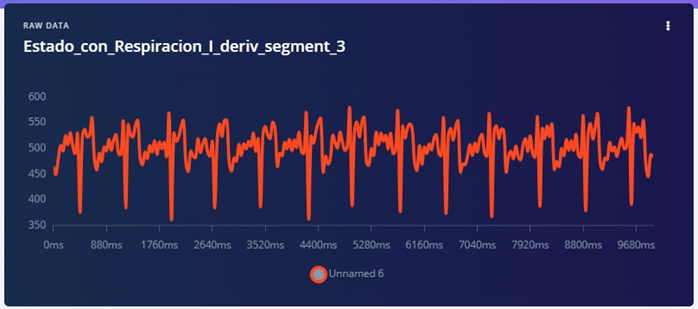 RAW DATA
Estado_con_Respiracion_I_deriv_segment_3
600
550
500
450
400
350
0ms 880ms 1760ms 2640ms 3520ms 4400ms 5280ms 6160ms 7040ms 7920ms 8800ms 9680ms
Unnamed 6